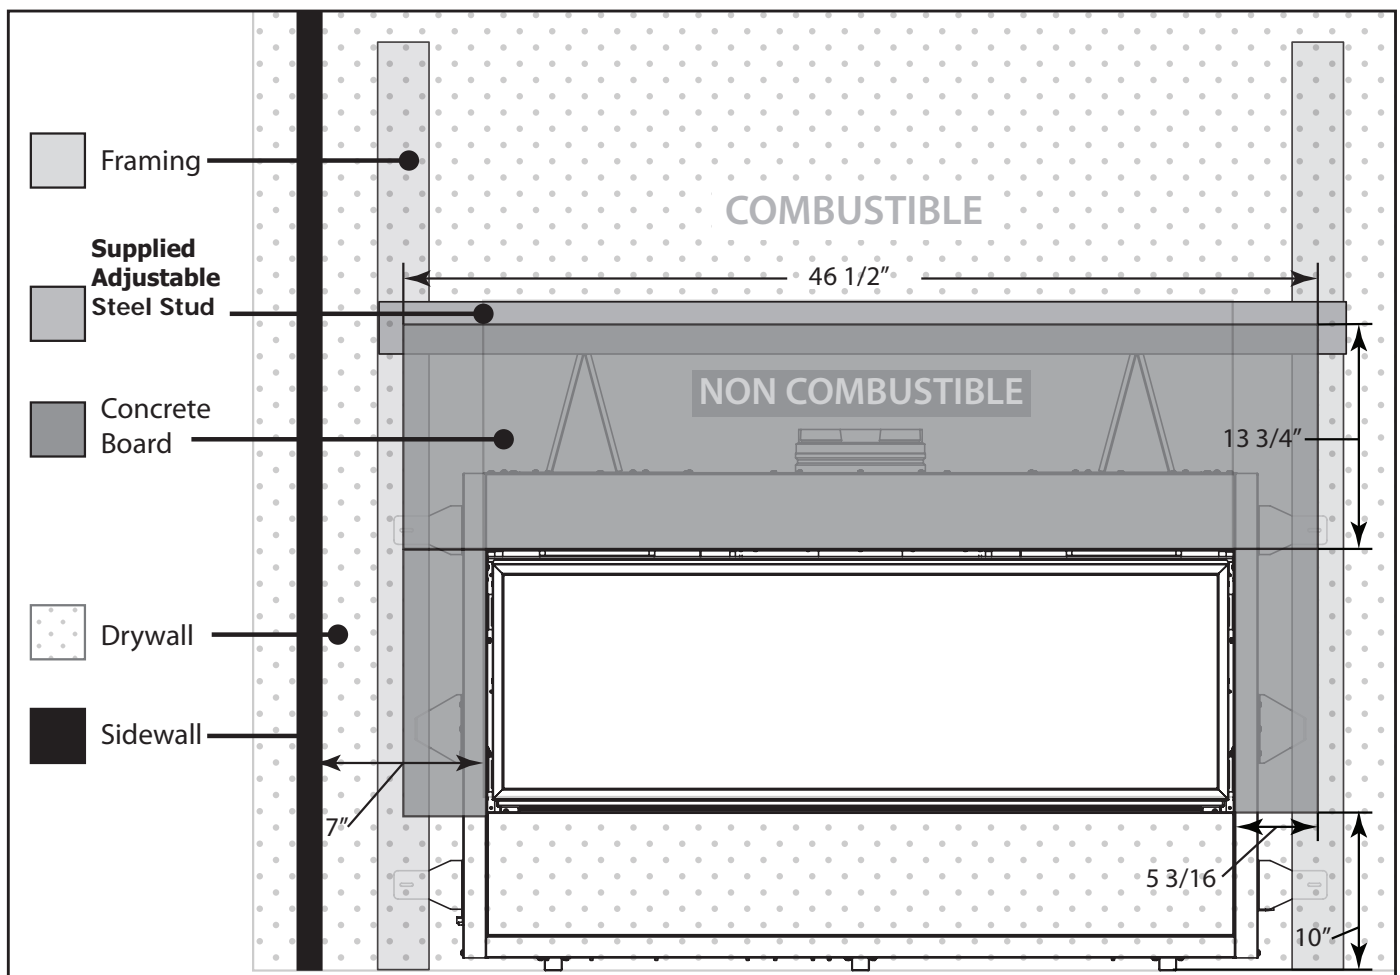 Framing
Supplied
Adjustable
Steel Stud
Concrete
Board
Drywall
Sidewall
COMBUSTIBLE
46 1/2”
NON COMBUSTIBLE
13 3/4”
7”
5 3/16
10”